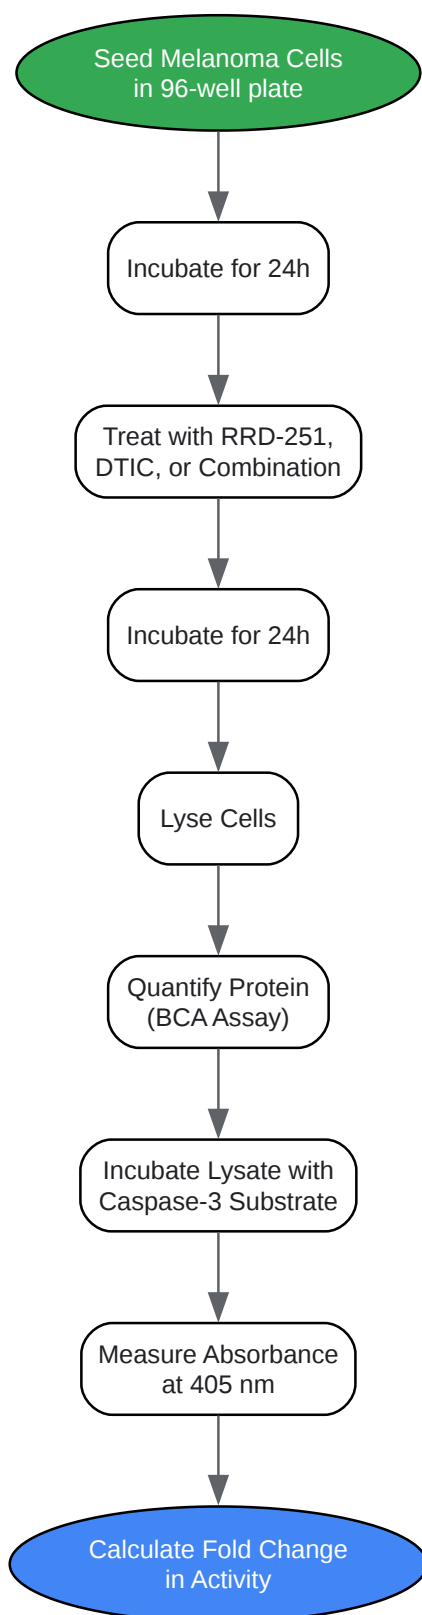 Seed Melanoma Cells
in 96-well plate
Incubate for 24h
Treat with RRD-251,
DTIC, or Combination
Incubate for 24h
Lyse Cells
Quantify Protein
(BCA Assay)
Incubate Lysate with
Caspase-3 Substrate
Measure Absorbance
at 405 nm
Calculate Fold Change
in Activity